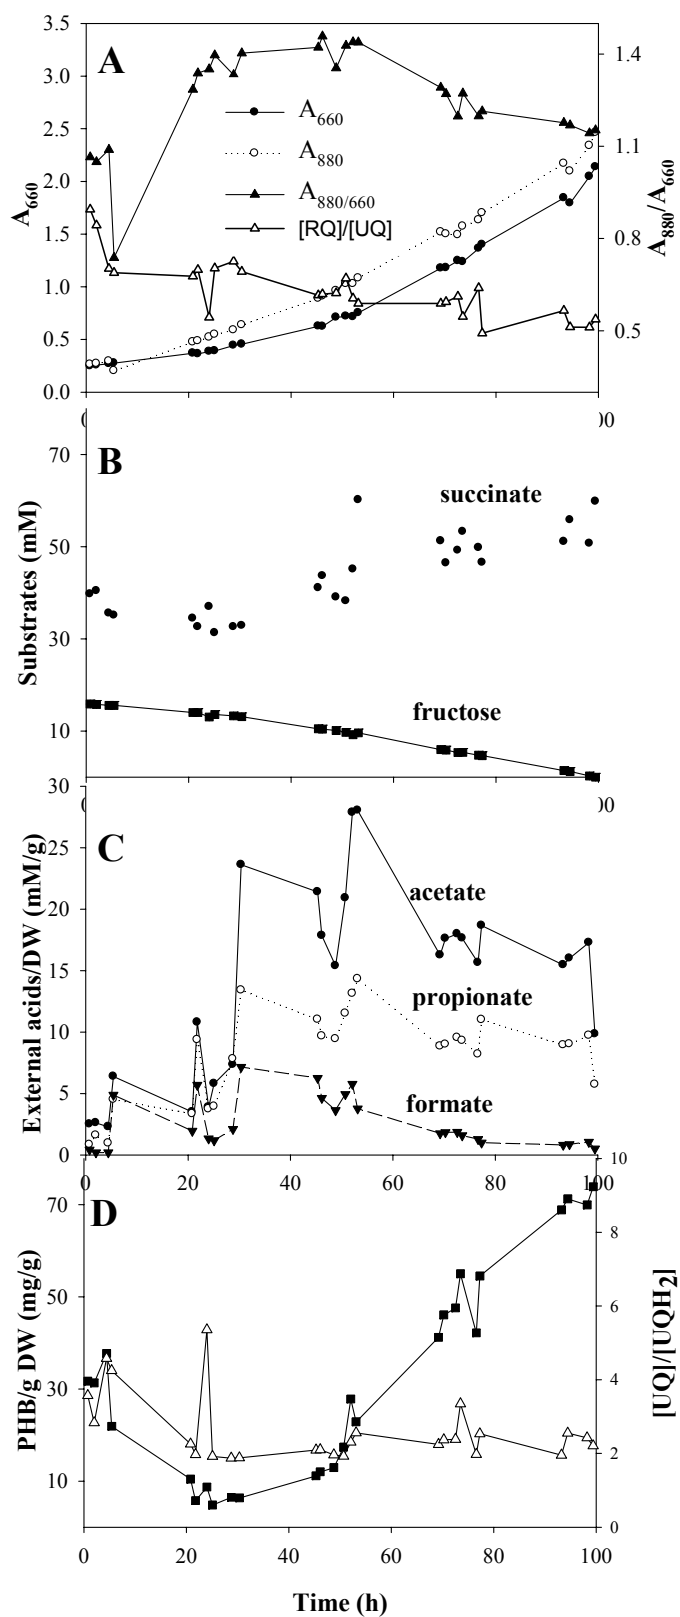 3.5
3.0
2.5
2.0
1.5
1.0
0.5
0.0
A660
A
A660
A880
A880/660
[RQ]/[UQ]
1.4
1.1
0.8
0.5
A880/A660
0
00
70
50
30
10
Substrates (mM)
B
succinate
fructose
0
00
30
25
20
15
10
5
0
External acids/DW (mM/g)
C
acetate
propionate
formate
0 20 40 60 80 100
70
50
30
10
PHB/g DW (mg/g)
D
10
8
6
4
2
0
[UQ]/[UQH2]
0 20 40 60 80 100
Time (h)